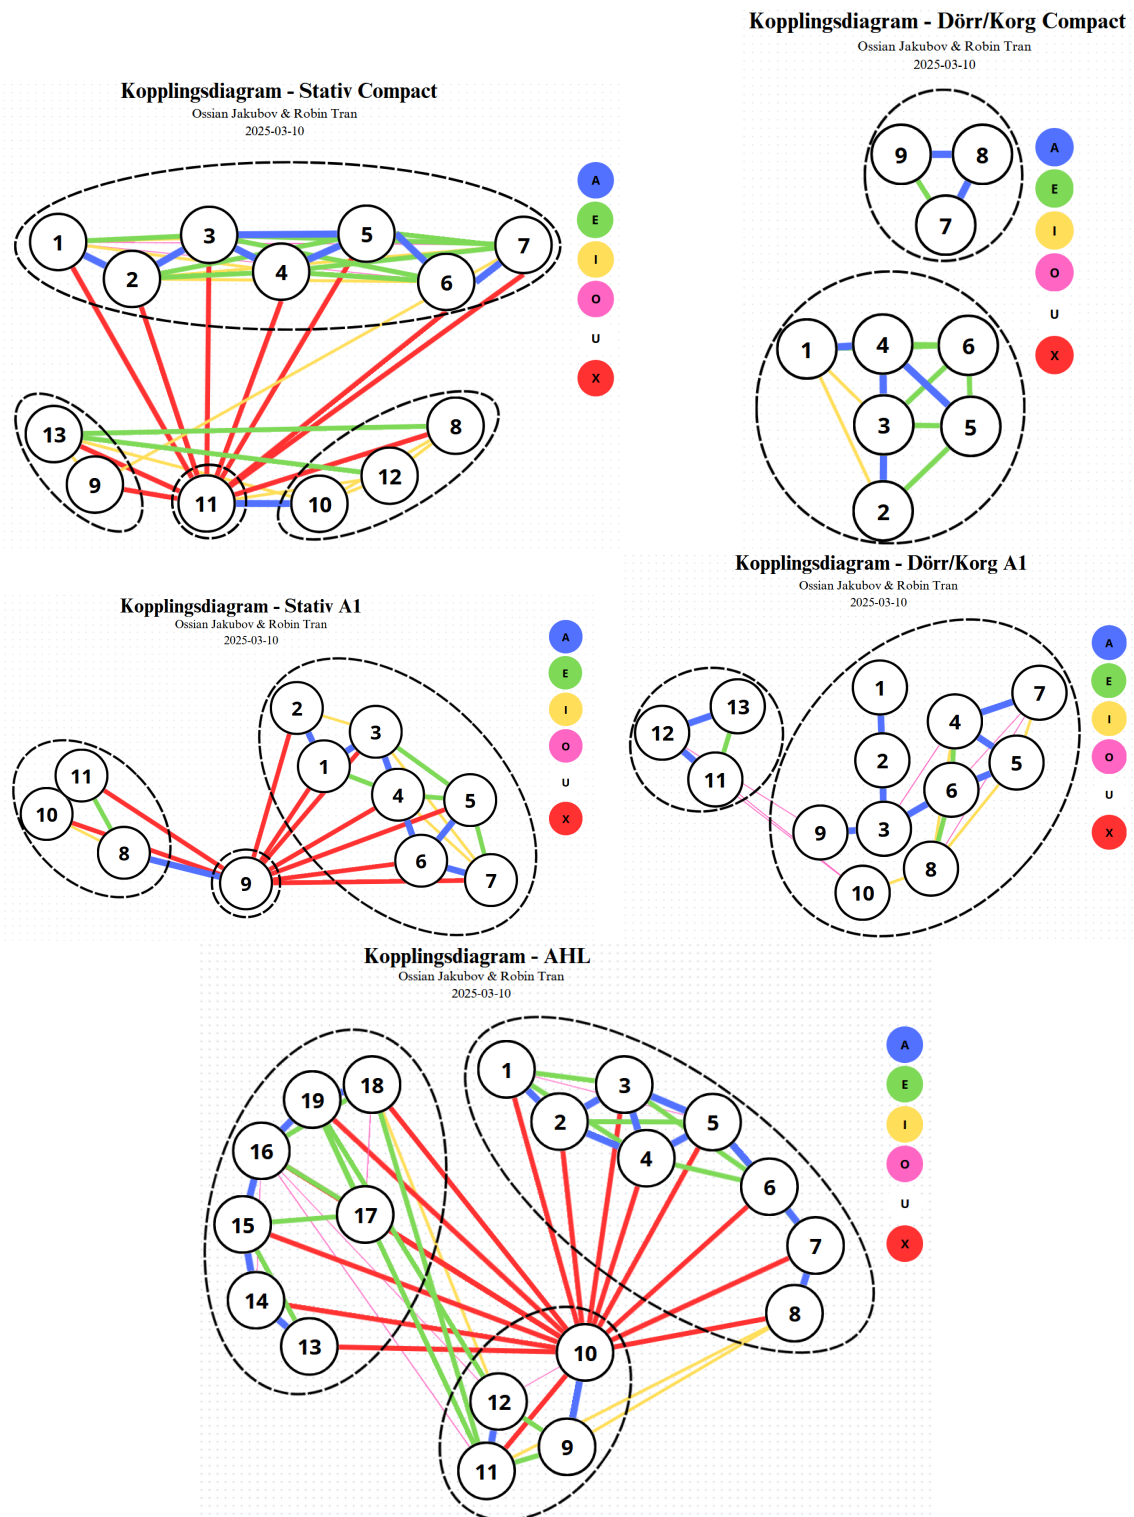 Kopplingsdiagram - Dörr/Korg Compact
Ossian Jakubov & Robin Tran
2025-03-10
9
8
7
A
E
I
O
U
X
1
4
6
3
5
2
Kopplingsdiagram - Stativ Compact
Ossian Jakubov & Robin Tran
2025-03-10
1
3
5
7
2
4
6
A
E
I
O
U
X
13
8
9
12
11
10
Kopplingsdiagram - Dörr/Korg A1
Ossian Jakubov & Robin Tran
2025-03-10
12
13
11
1
7
4
2
5
6
9
3
8
10
A
E
I
O
U
X
Kopplingsdiagram - Stativ A1
Ossian Jakubov & Robin Tran
2025-03-10
2
3
1
11
4
5
10
8
6
9
7
A
E
I
O
U
X
Kopplingsdiagram - AHL
Ossian Jakubov & Robin Tran
2025-03-10
18
19
16
17
15
14
13
1
3
2
5
4
6
7
8
10
12
9
11
A
E
I
O
U
X